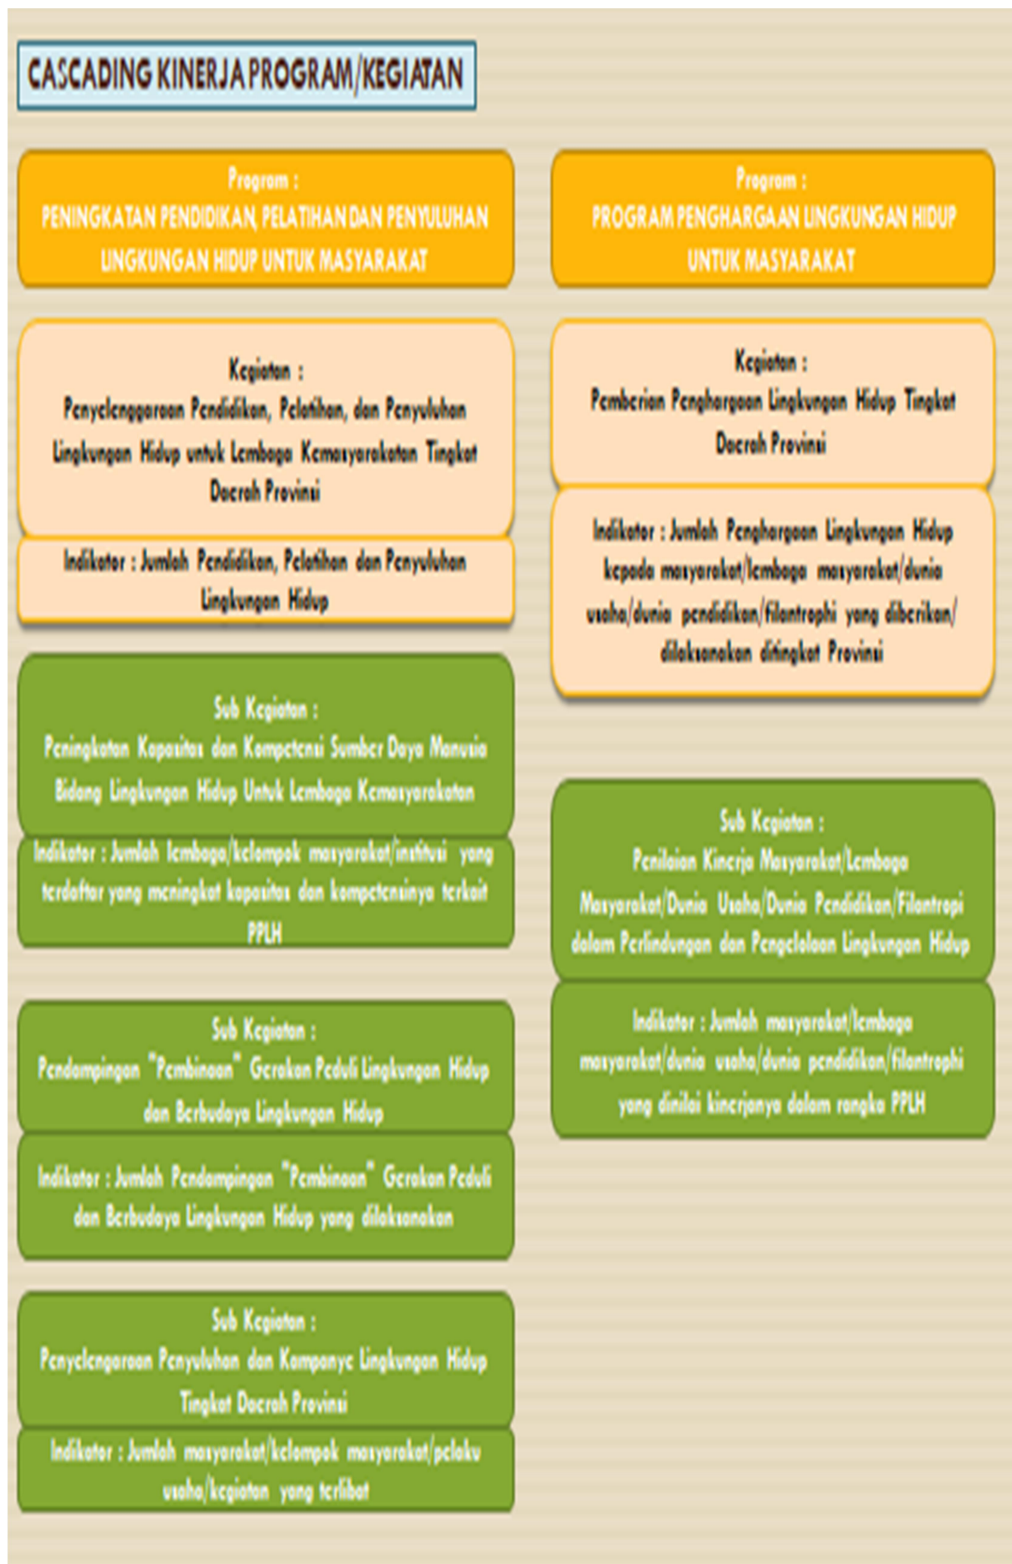 CASCADING KINERJA PROGRAM/KEGIATAN
Program :
PENINGKATAN PENDIDIKAN, PELATIHAN DAN PENYULUHAN
LINGKUNGAN HIDUP UNTUK MASYARAKAT
Kegiatan :
Penyelenggaraan Pendidikan, Pelatihan, dan Penyuluhan
Lingkungan Hidup untuk Lembaga Kemasyarakatan Tingkat
Daerah Provinsi
Indikator : Jumlah Pendidikan, Pelatihan dan Penyuluhan
Lingkungan Hidup
Sub Kegiatan :
Peningkatan Kapasitas dan Kompetensi Sumber Daya Manusia
Bidang Lingkungan Hidup Untuk Lembaga Kemasyarakatan
Indikator : Jumlah lembaga/kelompok masyarakat/institusi yang
terdaftar yang meningkat kapasitas dan kompetensinya terkait
PPLH
Sub Kegiatan :
Pendampingan "Pembinaan" Gerakan Peduli Lingkungan Hidup
dan Berbudaya Lingkungan Hidup
Indikator : Jumlah Pendampingan "Pembinaan" Gerakan Peduli
dan Berbudaya Lingkungan Hidup yang dilaksanakan
Sub Kegiatan :
Penyelengaraan Penyuluhan dan Kampanye Lingkungan Hidup
Tingkat Daerah Provinsi
Indikator : Jumlah masyarakat/kelompok masyarakat/pelaku
usaha/kegiatan yang terlibat
Program :
PROGRAM PENGHARGAAN LINGKUNGAN HIDUP
UNTUK MASYARAKAT
Kegiatan :
Pemberian Penghargaan Lingkungan Hidup Tingkat
Daerah Provinsi
Indikator : Jumlah Penghargaan Lingkungan Hidup
kepada masyarakat/lembaga masyarakat/dunia
usaha/dunia pendidikan/filantrophi yang diberikan/
dilaksanakan ditingkat Provinsi
Sub Kegiatan :
Penilaian Kinerja Masyarakat/Lembaga
Masyarakat/Dunia Usaha/Dunia Pendidikan/Filantropi
dalam Perlindungan dan Pengelolaan Lingkungan Hidup
Indikator : Jumlah masyarakat/lembaga
masyarakat/dunia usaha/dunia pendidikan/filantrophi
yang dinilai kinerjanya dalam rangka PPLH